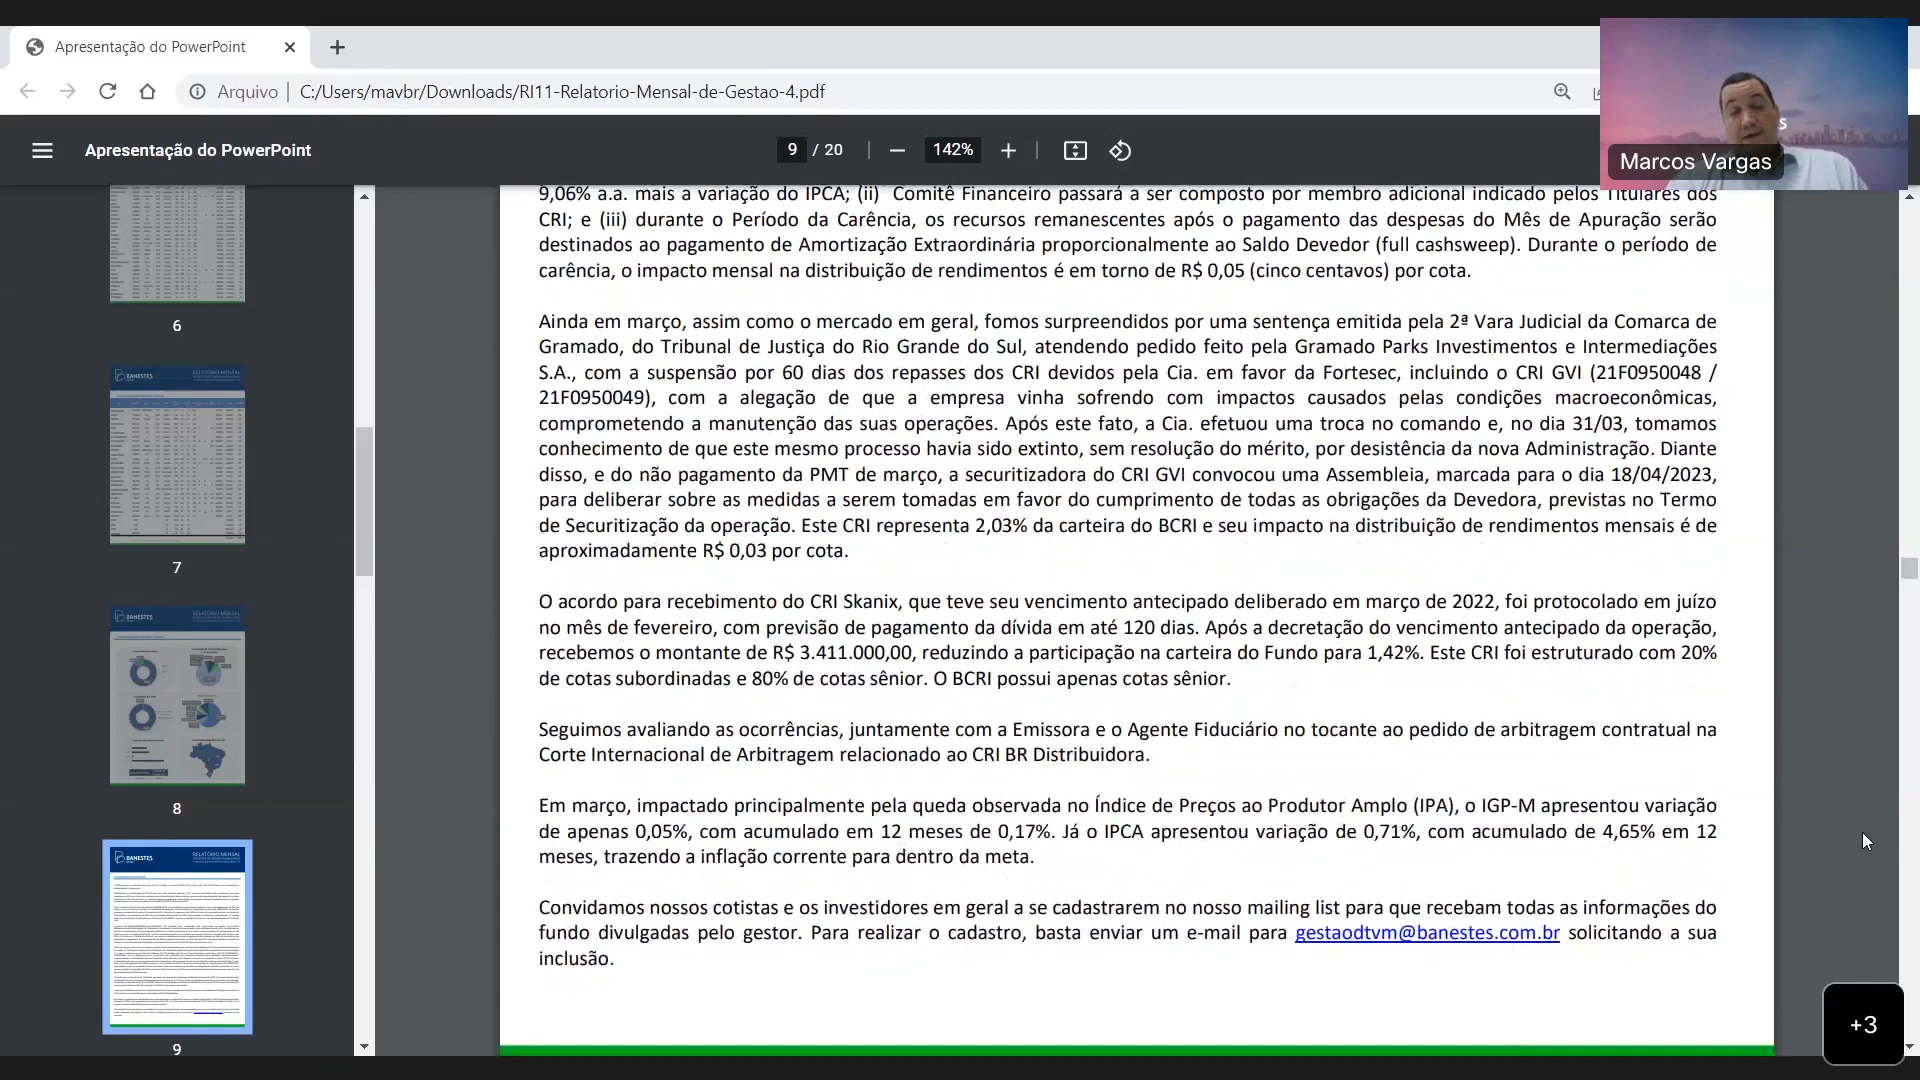 Apresentação do PowerPoint
Arquivo
C:/Users/mavbr/Downloads/RI11-Relatorio-Mensal-de-Gestao-4.pdf
Apresentação do PowerPoint
9 / 20
142%
Marcos Vargas
6
BANESTES
RELATÓRIO MENSAL
7
BANESTES
RELATÓRIO MENSAL
8
BANESTES
RELATÓRIO MENSAL
9
9,06% a.a. mais a variação do IPCA; (ii) Comitê Financeiro passará a ser composto por membro adicional indicado pelos Titulares dos
CRI; e (iii) durante o Período da Carência, os recursos remanescentes após o pagamento das despesas do Mês de Apuração serão
destinados ao pagamento de Amortização Extraordinária proporcionalmente ao Saldo Devedor (full cashsweep). Durante o período de
carência, o impacto mensal na distribuição de rendimentos é em torno de R$ 0,05 (cinco centavos) por cota.
Ainda em março, assim como o mercado em geral, fomos surpreendidos por uma sentença emitida pela 2ª Vara Judicial da Comarca de
Gramado, do Tribunal de Justiça do Rio Grande do Sul, atendendo pedido feito pela Gramado Parks Investimentos e Intermediações
S.A., com a suspensão por 60 dias dos repasses dos CRI devidos pela Cia. em favor da Fortesec, incluindo o CRI GVI (21F0950048 /
21F0950049), com a alegação de que a empresa vinha sofrendo com impactos causados pelas condições macroeconômicas,
comprometendo a manutenção das suas operações. Após este fato, a Cia. efetuou uma troca no comando e, no dia 31/03, tomamos
conhecimento de que este mesmo processo havia sido extinto, sem resolução do mérito, por desistência da nova Administração. Diante
disso, e do não pagamento da PMT de março, a securitizadora do CRI GVI convocou uma Assembleia, marcada para o dia 18/04/2023,
para deliberar sobre as medidas a serem tomadas em favor do cumprimento de todas as obrigações da Devedora, previstas no Termo
de Securitização da operação. Este CRI representa 2,03% da carteira do BCRI e seu impacto na distribuição de rendimentos mensais é de
aproximadamente R$ 0,03 por cota.
O acordo para recebimento do CRI Skanix, que teve seu vencimento antecipado deliberado em março de 2022, foi protocolado em juízo
no mês de fevereiro, com previsão de pagamento da dívida em até 120 dias. Após a decretação do vencimento antecipado da operação,
recebemos o montante de R$ 3.411.000,00, reduzindo a participação na carteira do Fundo para 1,42%. Este CRI foi estruturado com 20%
de cotas subordinadas e 80% de cotas sênior. O BCRI possui apenas cotas sênior.
Seguimos avaliando as ocorrências, juntamente com a Emissora e o Agente Fiduciário no tocante ao pedido de arbitragem contratual na
Corte Internacional de Arbitragem relacionado ao CRI BR Distribuidora.
Em março, impactado principalmente pela queda observada no Índice de Preços ao Produtor Amplo (IPA), o IGP-M apresentou variação
de apenas 0,05%, com acumulado em 12 meses de 0,17%. Já o IPCA apresentou variação de 0,71%, com acumulado de 4,65% em 12
meses, trazendo a inflação corrente para dentro da meta.
Convidamos nossos cotistas e os investidores em geral a se cadastrarem no nosso mailing list para que recebam todas as informações do
fundo divulgadas pelo gestor. Para realizar o cadastro, basta enviar um e-mail para gestaodtvm@banestes.com.br solicitando a sua
inclusão.
+3